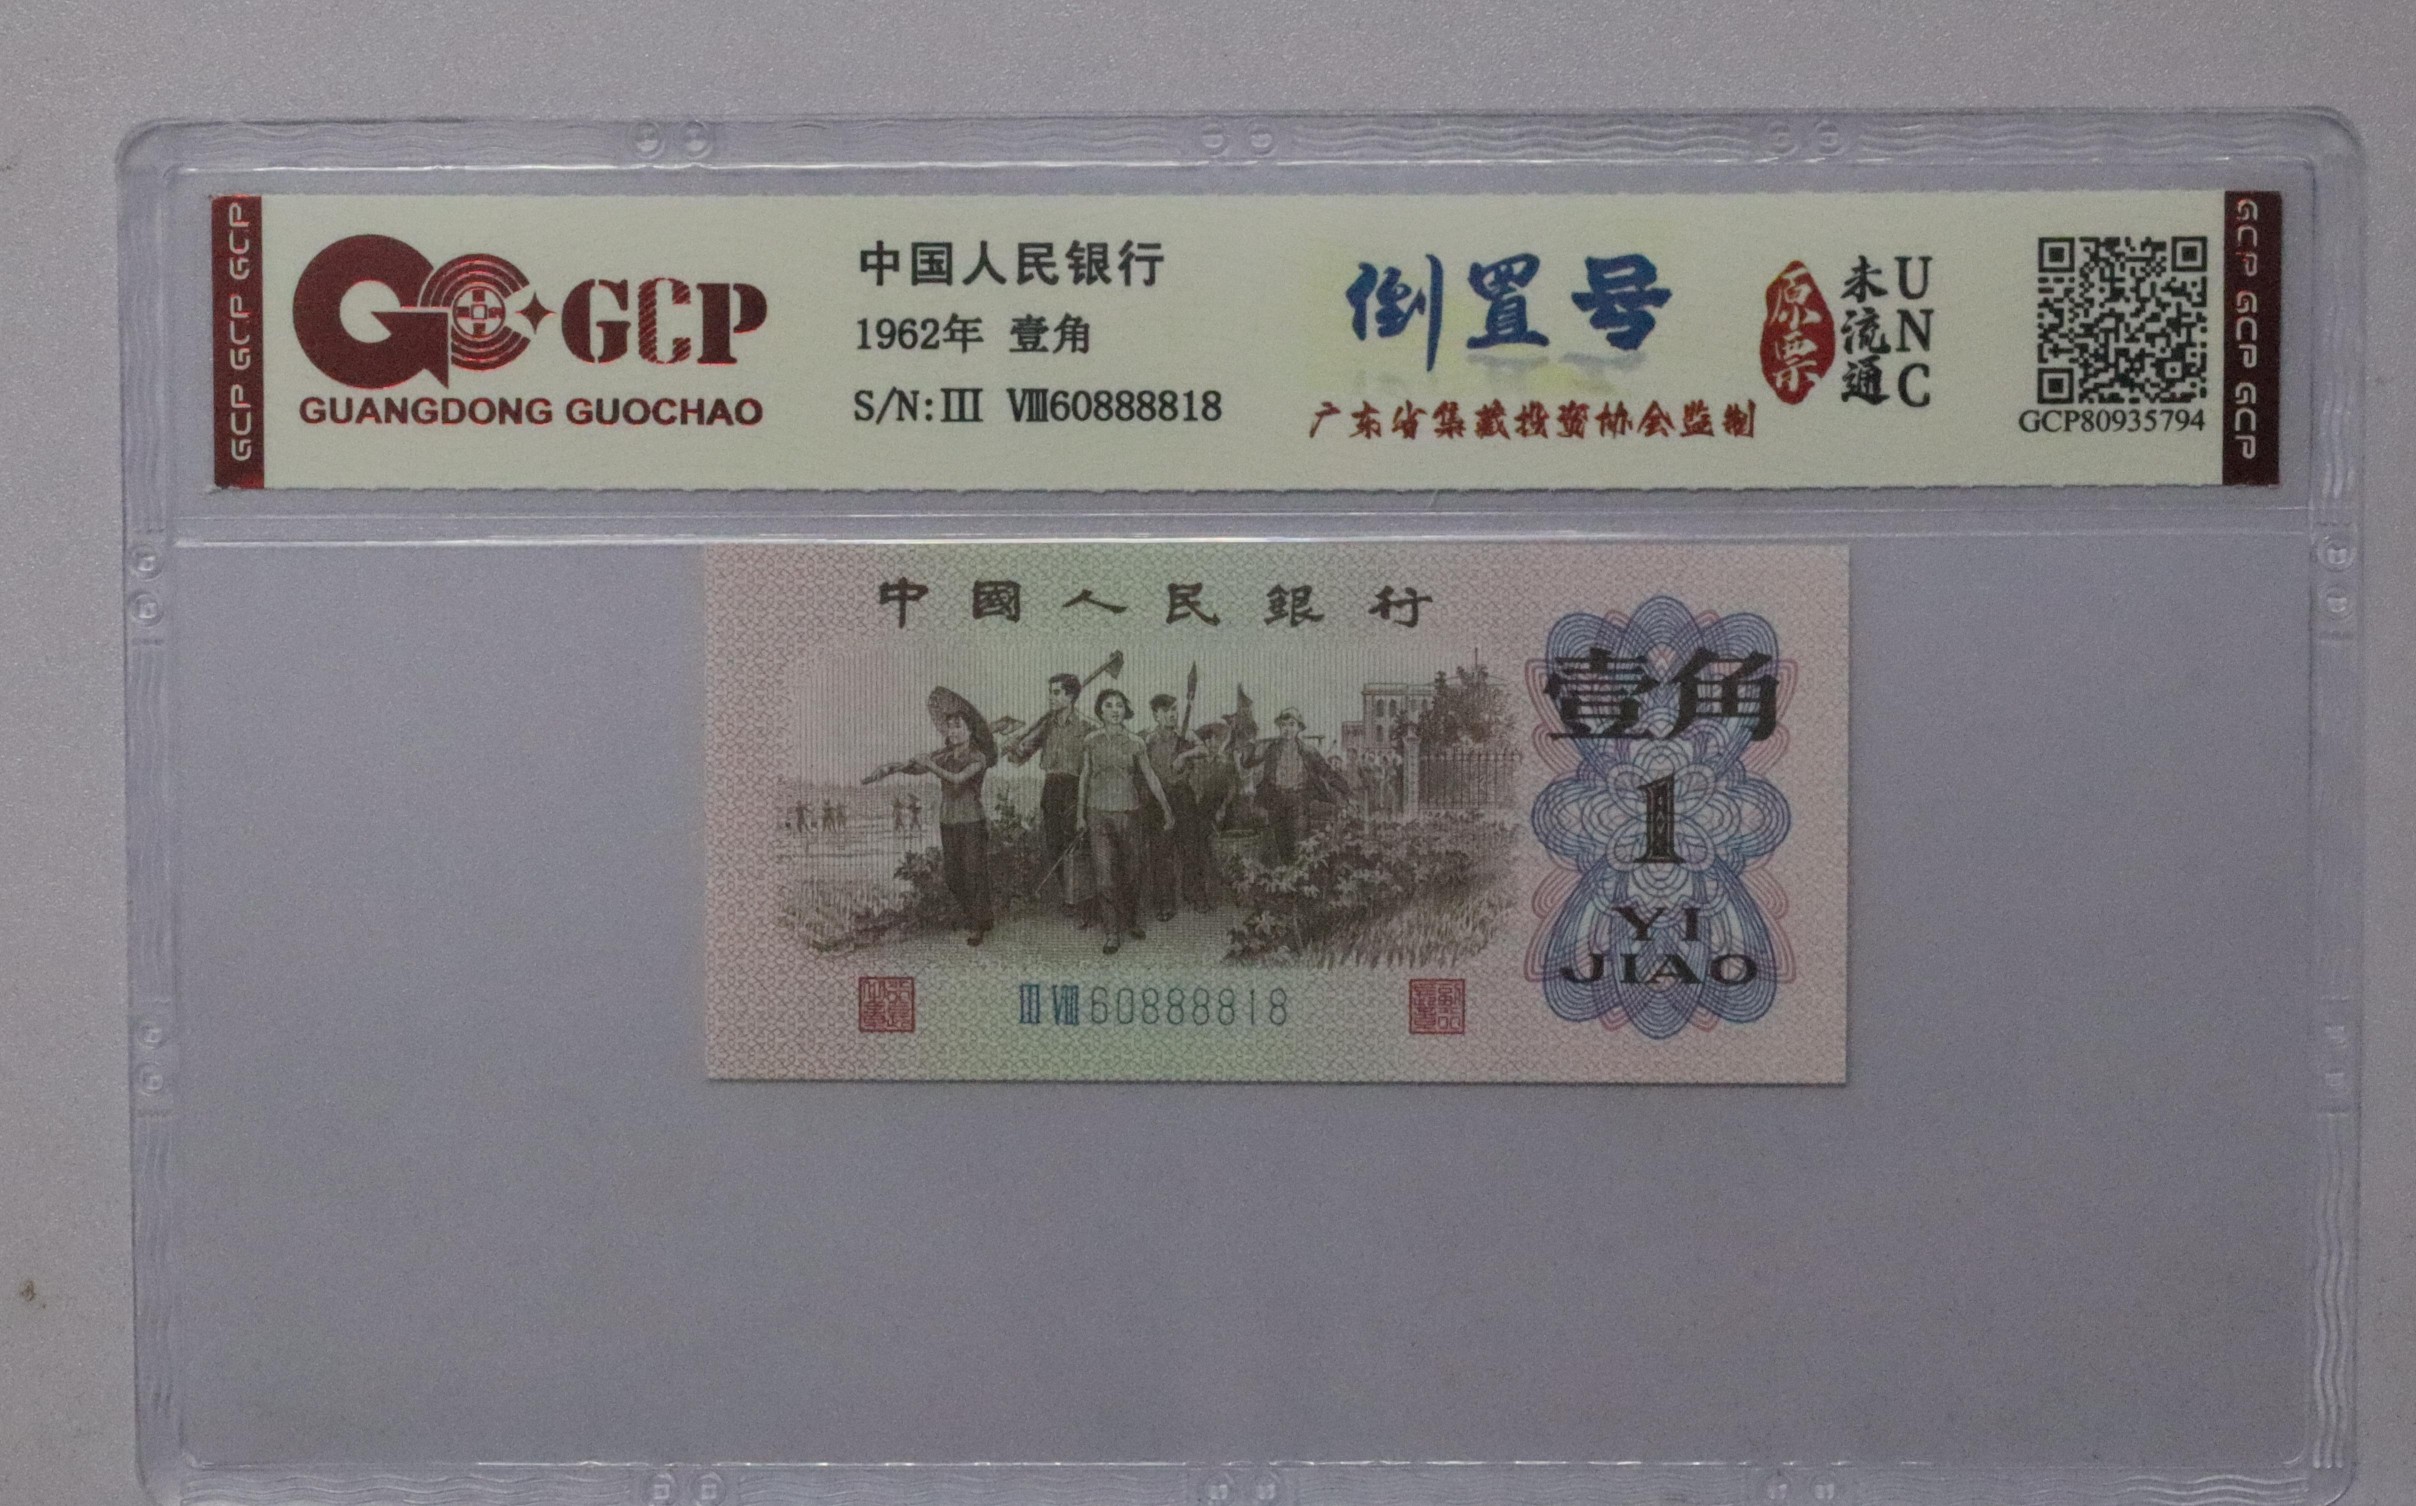 GCP GCP GCP
GCP
GUANGDONG GUOCHAO
中国人民银行
1962年 壹角
S/N:III VIII60888818
倒置号
广东省集藏投资协会监制
原票
未流通
UNC
GCP80935794
GCP GCP GCP
中國人民銀行
壹角
1
YI
JIAO
III VIII 60888818